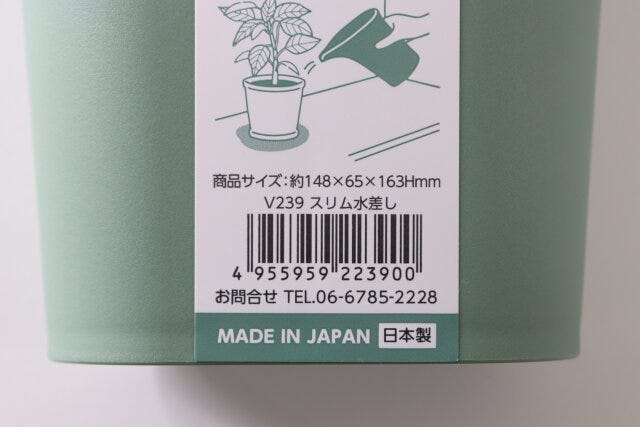 商品サイズ：約148×65×163Hmm
V239 スリム水差し
4 955959 223900
お問合せ TEL.06-6785-2228
MADE IN JAPAN 日本製